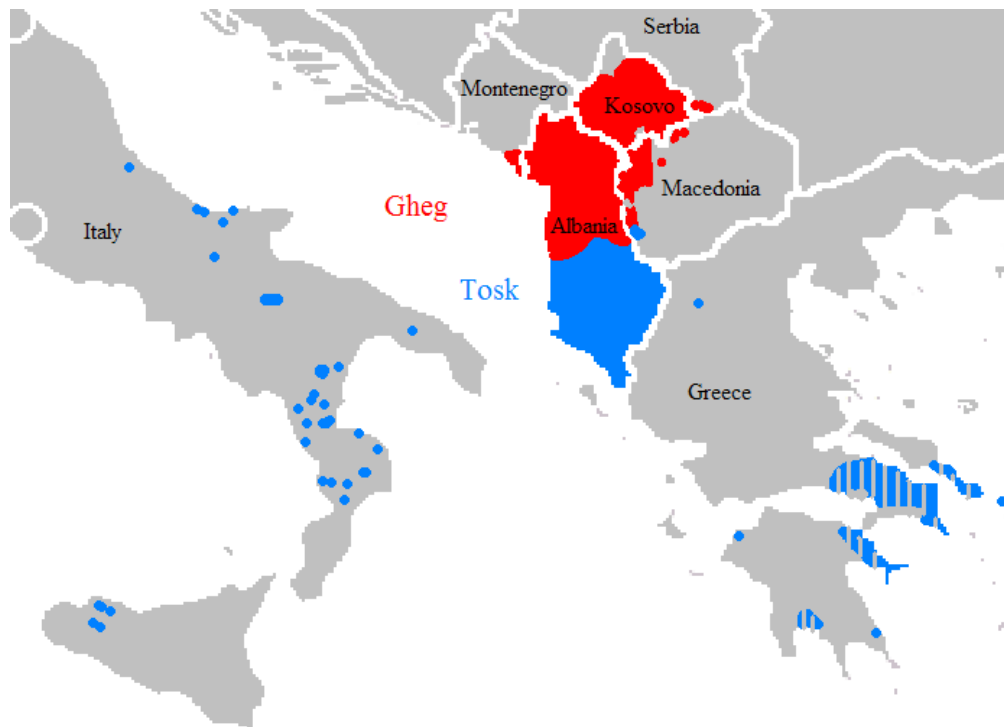 Serbia
Montenegro
Kosovo
Macedonia
Gheg
Italy
Albania
Tosk
Greece